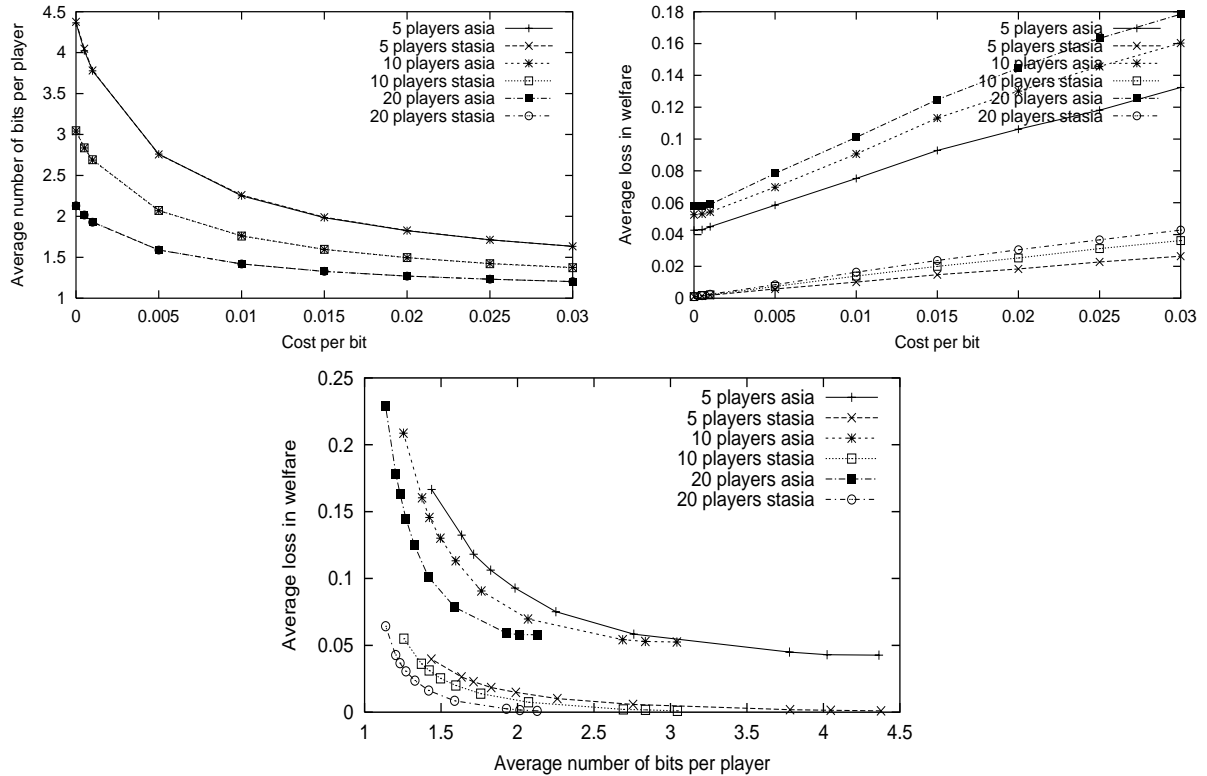 4.5
4
3.5
3
2.5
2
1.5
1
0
0.005
0.01
0.015
0.02
0.025
0.03
Average number of bits per player
Cost per bit
5 players asia
5 players stasia
10 players asia
10 players stasia
20 players asia
20 players stasia
0.18
0.16
0.14
0.12
0.1
0.08
0.06
0.04
0.02
0
0
0.005
0.01
0.015
0.02
0.025
0.03
Average loss in welfare
Cost per bit
5 players asia
5 players stasia
10 players asia
10 players stasia
20 players asia
20 players stasia
0.25
0.2
0.15
0.1
0.05
0
1
1.5
2
2.5
3
3.5
4
4.5
Average loss in welfare
Average number of bits per player
5 players asia
5 players stasia
10 players asia
10 players stasia
20 players asia
20 players stasia